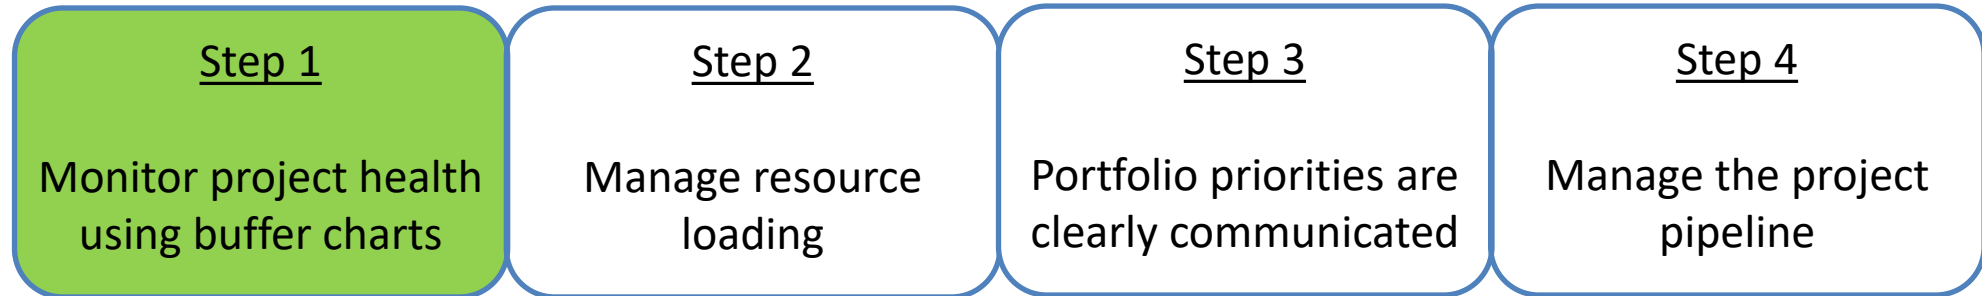 Step 1
Monitor project health
using buffer charts
Step 2
Manage resource
loading
Step 3
Portfolio priorities are
clearly communicated
Step 4
Manage the project
pipeline